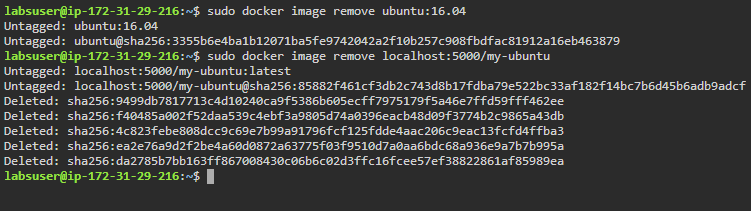 labsuser@ip-172-31-29-216:~$ sudo docker image remove ubuntu:16.04
Untagged: ubuntu:16.04
Untagged: ubuntu@sha256:3355b6e4ba1b12071ba5fe9742042a2f10b257c908fbdfac81912a16eb463879
labsuser@ip-172-31-29-216:~$ sudo docker image remove localhost:5000/my-ubuntu
Untagged: localhost:5000/my-ubuntu:latest
Untagged: localhost:5000/my-ubuntu@sha256:85882f461cf3db2c743d8b17fdba79e522bc33af182f14bc7b6d45b6adb9adcf
Deleted: sha256:9499db7817713c4d10240ca9f5386b605ecff7975179f5a46e7ffd59fff462ee
Deleted: sha256:f40485a002f52daa539c4ebf3a9805d74a0396eacb48d09f3774b2c9865a43db
Deleted: sha256:4c823febe808dcc9c69e7b99a91796fcf125fdde4aac206c9eac13fcfd4ffba3
Deleted: sha256:ea2e76a9d2f2be4a60d0872a63775f03f9510d7a0aa6bdc68a936e9a7b7b995a
Deleted: sha256:da2785b7bb163ff867008430c06b6c02d3ffc16fcee57ef38822861af85989ea
labsuser@ip-172-31-29-216:~$